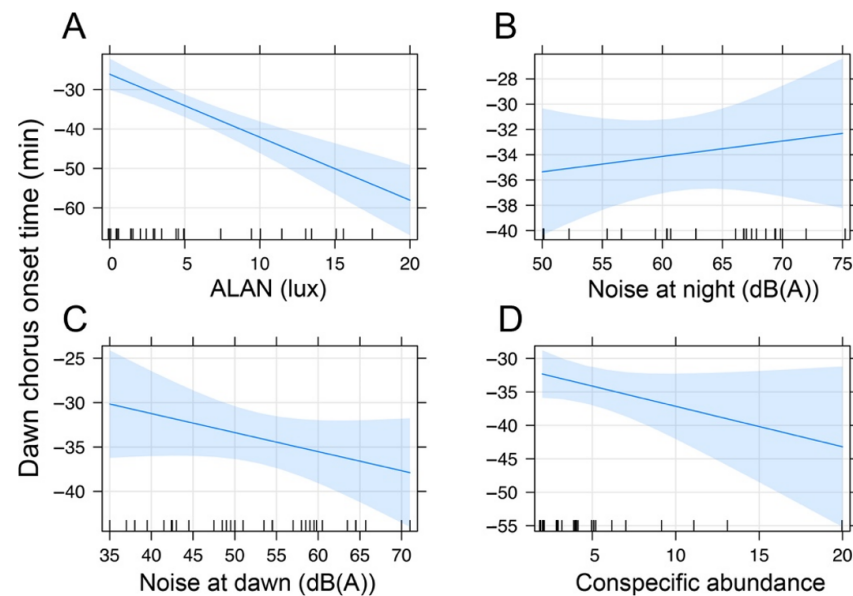 A
B
−30
−40
−50
−60
0 5 10 15 20
ALAN (lux)
−28
−30
−32
−34
−36
−38
−40
50 55 60 65 70 75
Noise at night (dB(A))
Dawn chorus onset time (min)
C
D
−25
−30
−35
−40
35 40 45 50 55 60 65 70
Noise at dawn (dB(A))
−30
−35
−40
−45
−50
−55
5 10 15 20
Conspecific abundance